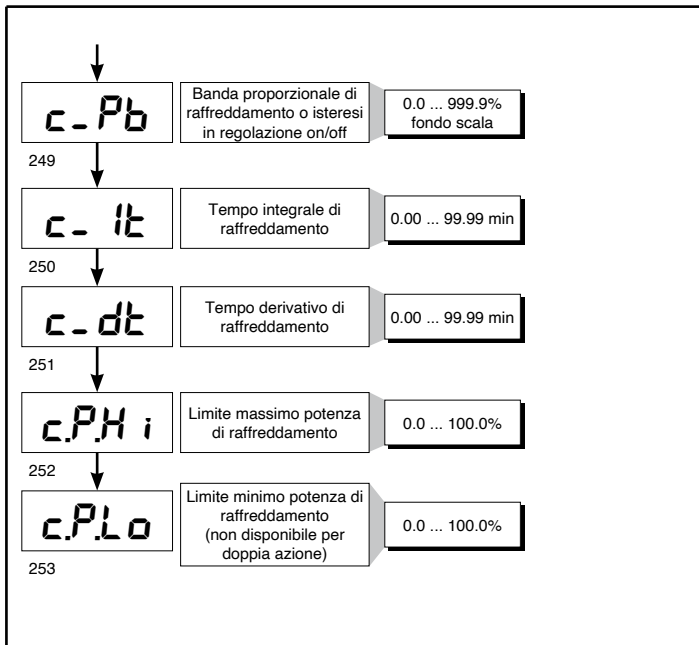 c_Pb
Banda proporzionale di
raffreddamento o isteresi
in regolazione on/off
0.0 ... 999.9%
fondo scala
249
c_ It
Tempo integrale di
raffreddamento
0.00 ... 99.99 min
250
c_dt
Tempo derivativo di
raffreddamento
0.00 ... 99.99 min
251
c.P.H i
Limite massimo potenza
di raffreddamento
0.0 ... 100.0%
252
c.P.Lo
Limite minimo potenza di
raffreddamento
(non disponibile per
doppia azione)
0.0 ... 100.0%
253